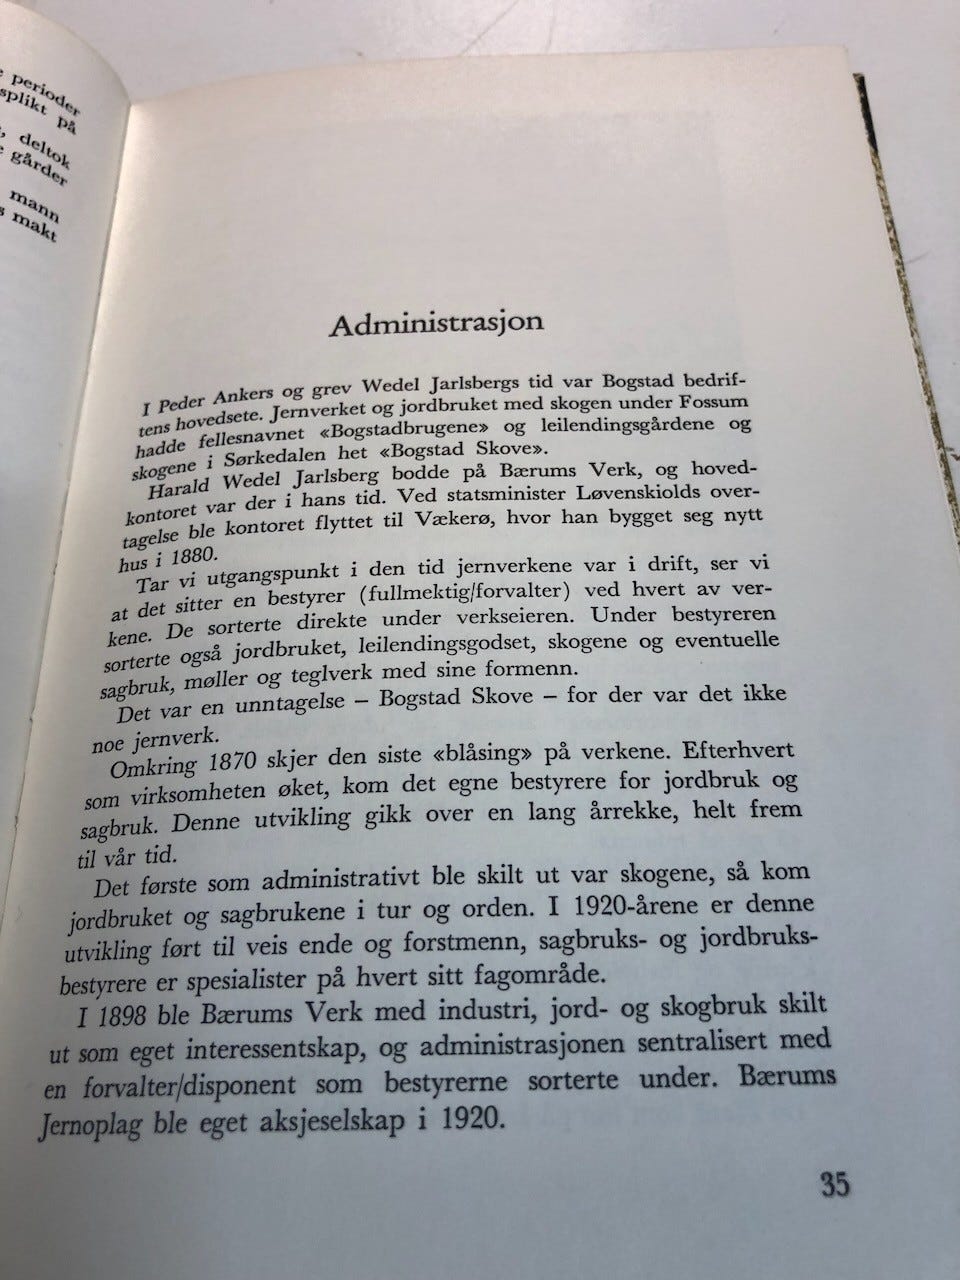 perioder
splikt på
deltok
gårder
mann
makt
Administrasjon
I Peder Ankers og grev Wedel Jarlsbergs tid var Bogstad bedrif-
tens hovedsete. Jernverket og jordbruket med skogen under Fossum
hadde fellesnavnet «Bogstadbrugene» og leilendingsgårdene og
skogene i Sørkedalen het «Bogstad Skove».
Harald Wedel Jarlsberg bodde på Bærums Verk, og hoved-
kontoret var der i hans tid. Ved statsminister Løvenskiolds over-
tagelse ble kontoret flyttet til Vækerø, hvor han bygget seg nytt
hus i 1880.
Tar vi utgangspunkt i den tid jernverkene var i drift, ser vi
at det sitter en bestyrer (fullmektig/forvalter) ved hvert av ver-
kene. De sorterte direkte under verkseieren. Under bestyreren
sorterte også jordbruket, leilendingsgodset, skogene og eventuelle
sagbruk, møller og teglverk med sine formenn.
Det var en unntagelse – Bogstad Skove – for der var det ikke
noe jernverk.
Omkring 1870 skjer den siste «blåsing» på verkene. Efterhvert
som virksomheten øket, kom det egne bestyrere for jordbruk og
sagbruk. Denne utvikling gikk over en lang årrekke, helt frem
til vår tid.
Det første som administrativt ble skilt ut var skogene, så kom
jordbruket og sagbrukene i tur og orden. I 1920-årene er denne
utvikling ført til veis ende og forstmenn, sagbruks- og jordbruks-
bestyrere er spesialister på hvert sitt fagområde.
I 1898 ble Bærums Verk med industri, jord- og skogbruk skilt
ut som eget interessentskap, og administrasjonen sentralisert med
en forvalter/disponent som bestyrerne sorterte under. Bærums
Jernoplag ble eget aksjeselskap i 1920.
35